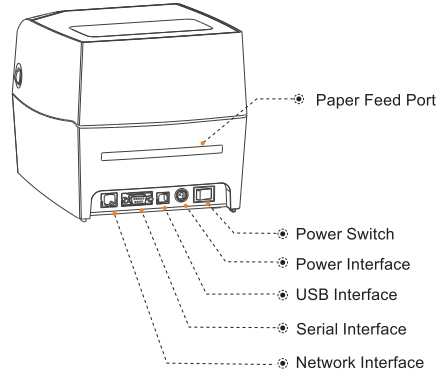 Paper Feed Port
Power Switch
Power Interface
USB Interface
Serial Interface
Network Interface